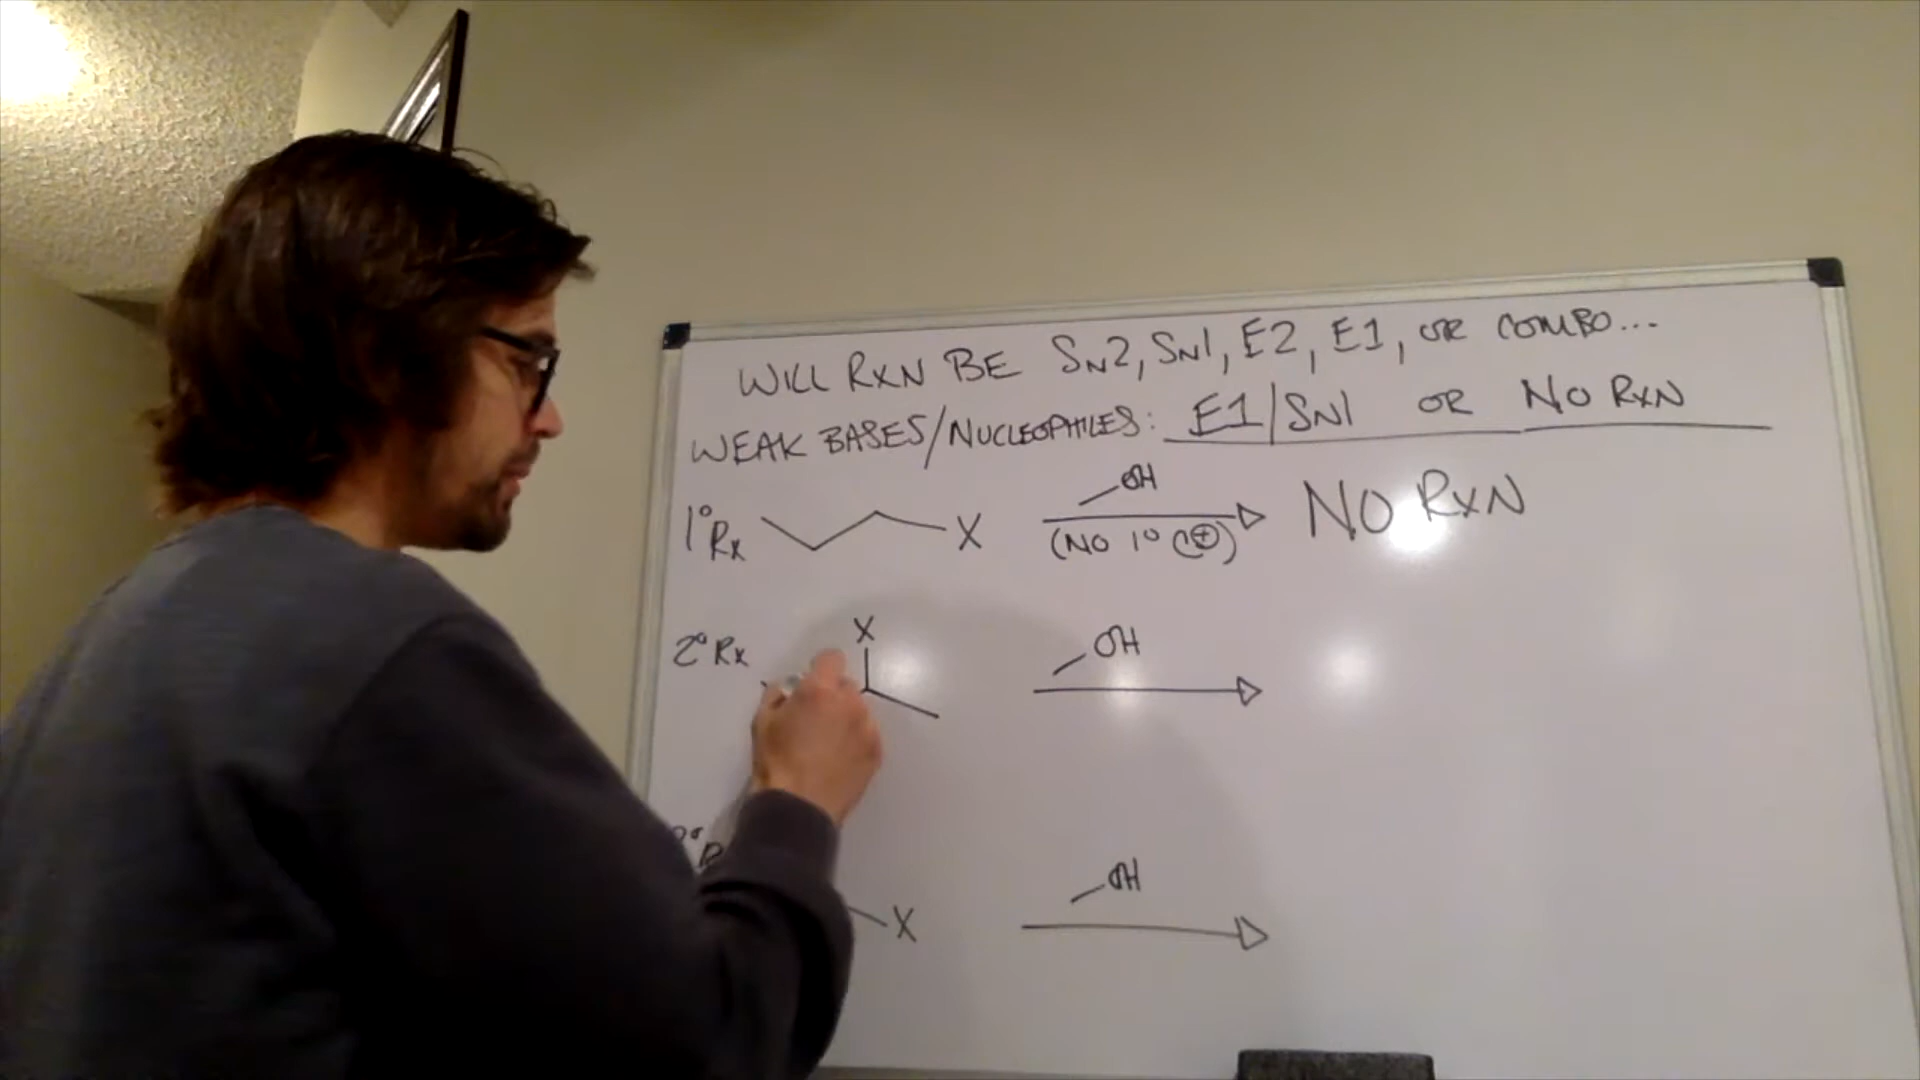 WILL RXN BE SN2, SN1, E2, E1, OR COMBO...
WEAK BASES/NUCLEOPHILES: E1/SN1 OR NO RXN
1° RX X OH (NO 1° C⊕) NO RXN
2° RX X OH
X OH